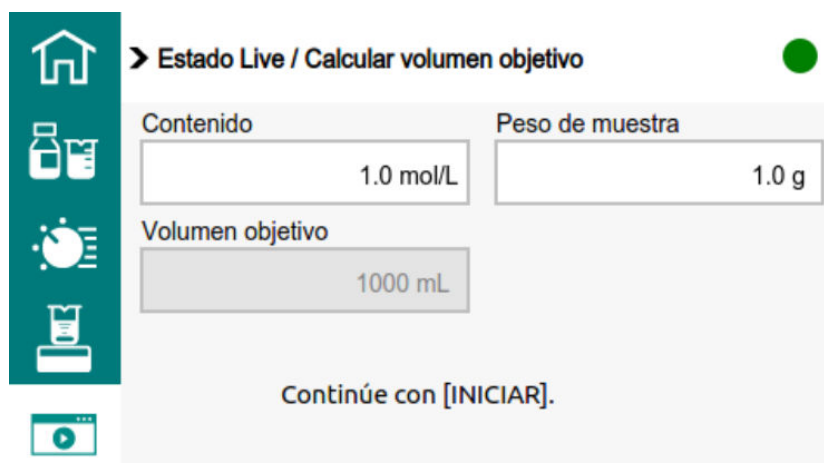 > Estado Live / Calcular volumen objetivo
Contenido
Peso de muestra
1.0 mol/L
1.0 g
Volumen objetivo
1000 mL
Continúe con [INICIAR].